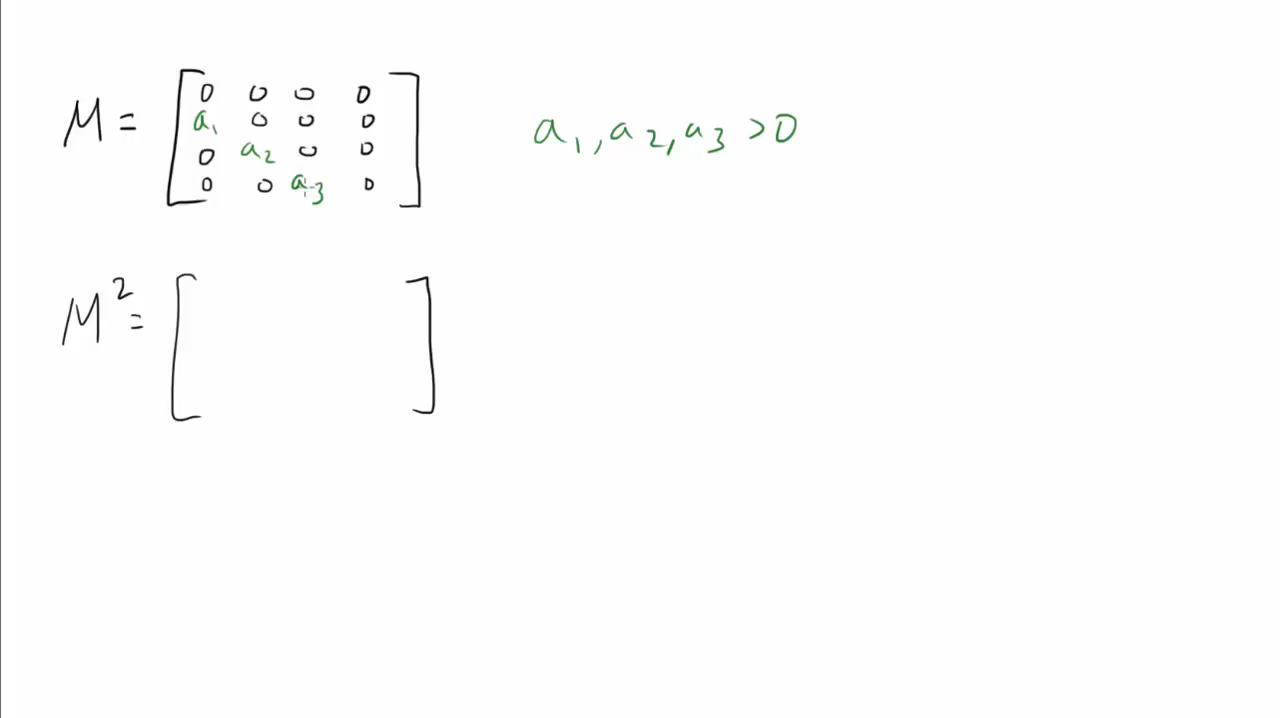 M = [ 0 0 0 0 a₁, a₂, a₃ > 0
a₁ 0 0 0
0 a₂ 0 0
0 0 a₃ 0 ]
M² = [ ]